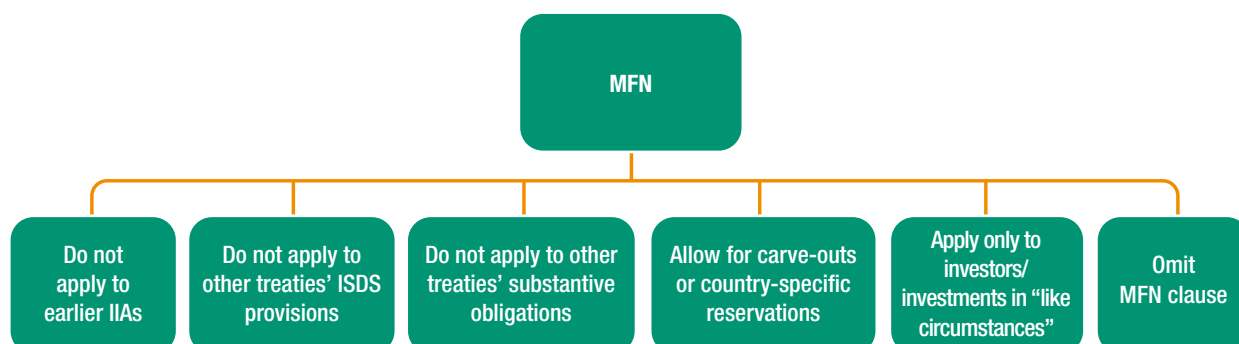 MFN
Do not
apply to
earlier IIAs
Do not apply to
other treaties’ ISDS
provisions
Do not apply to other
treaties’ substantive
obligations
Allow for carve-outs
or country-specific
reservations
Apply only to
investors/
investments in “like
circumstances”
Omit
MFN clause